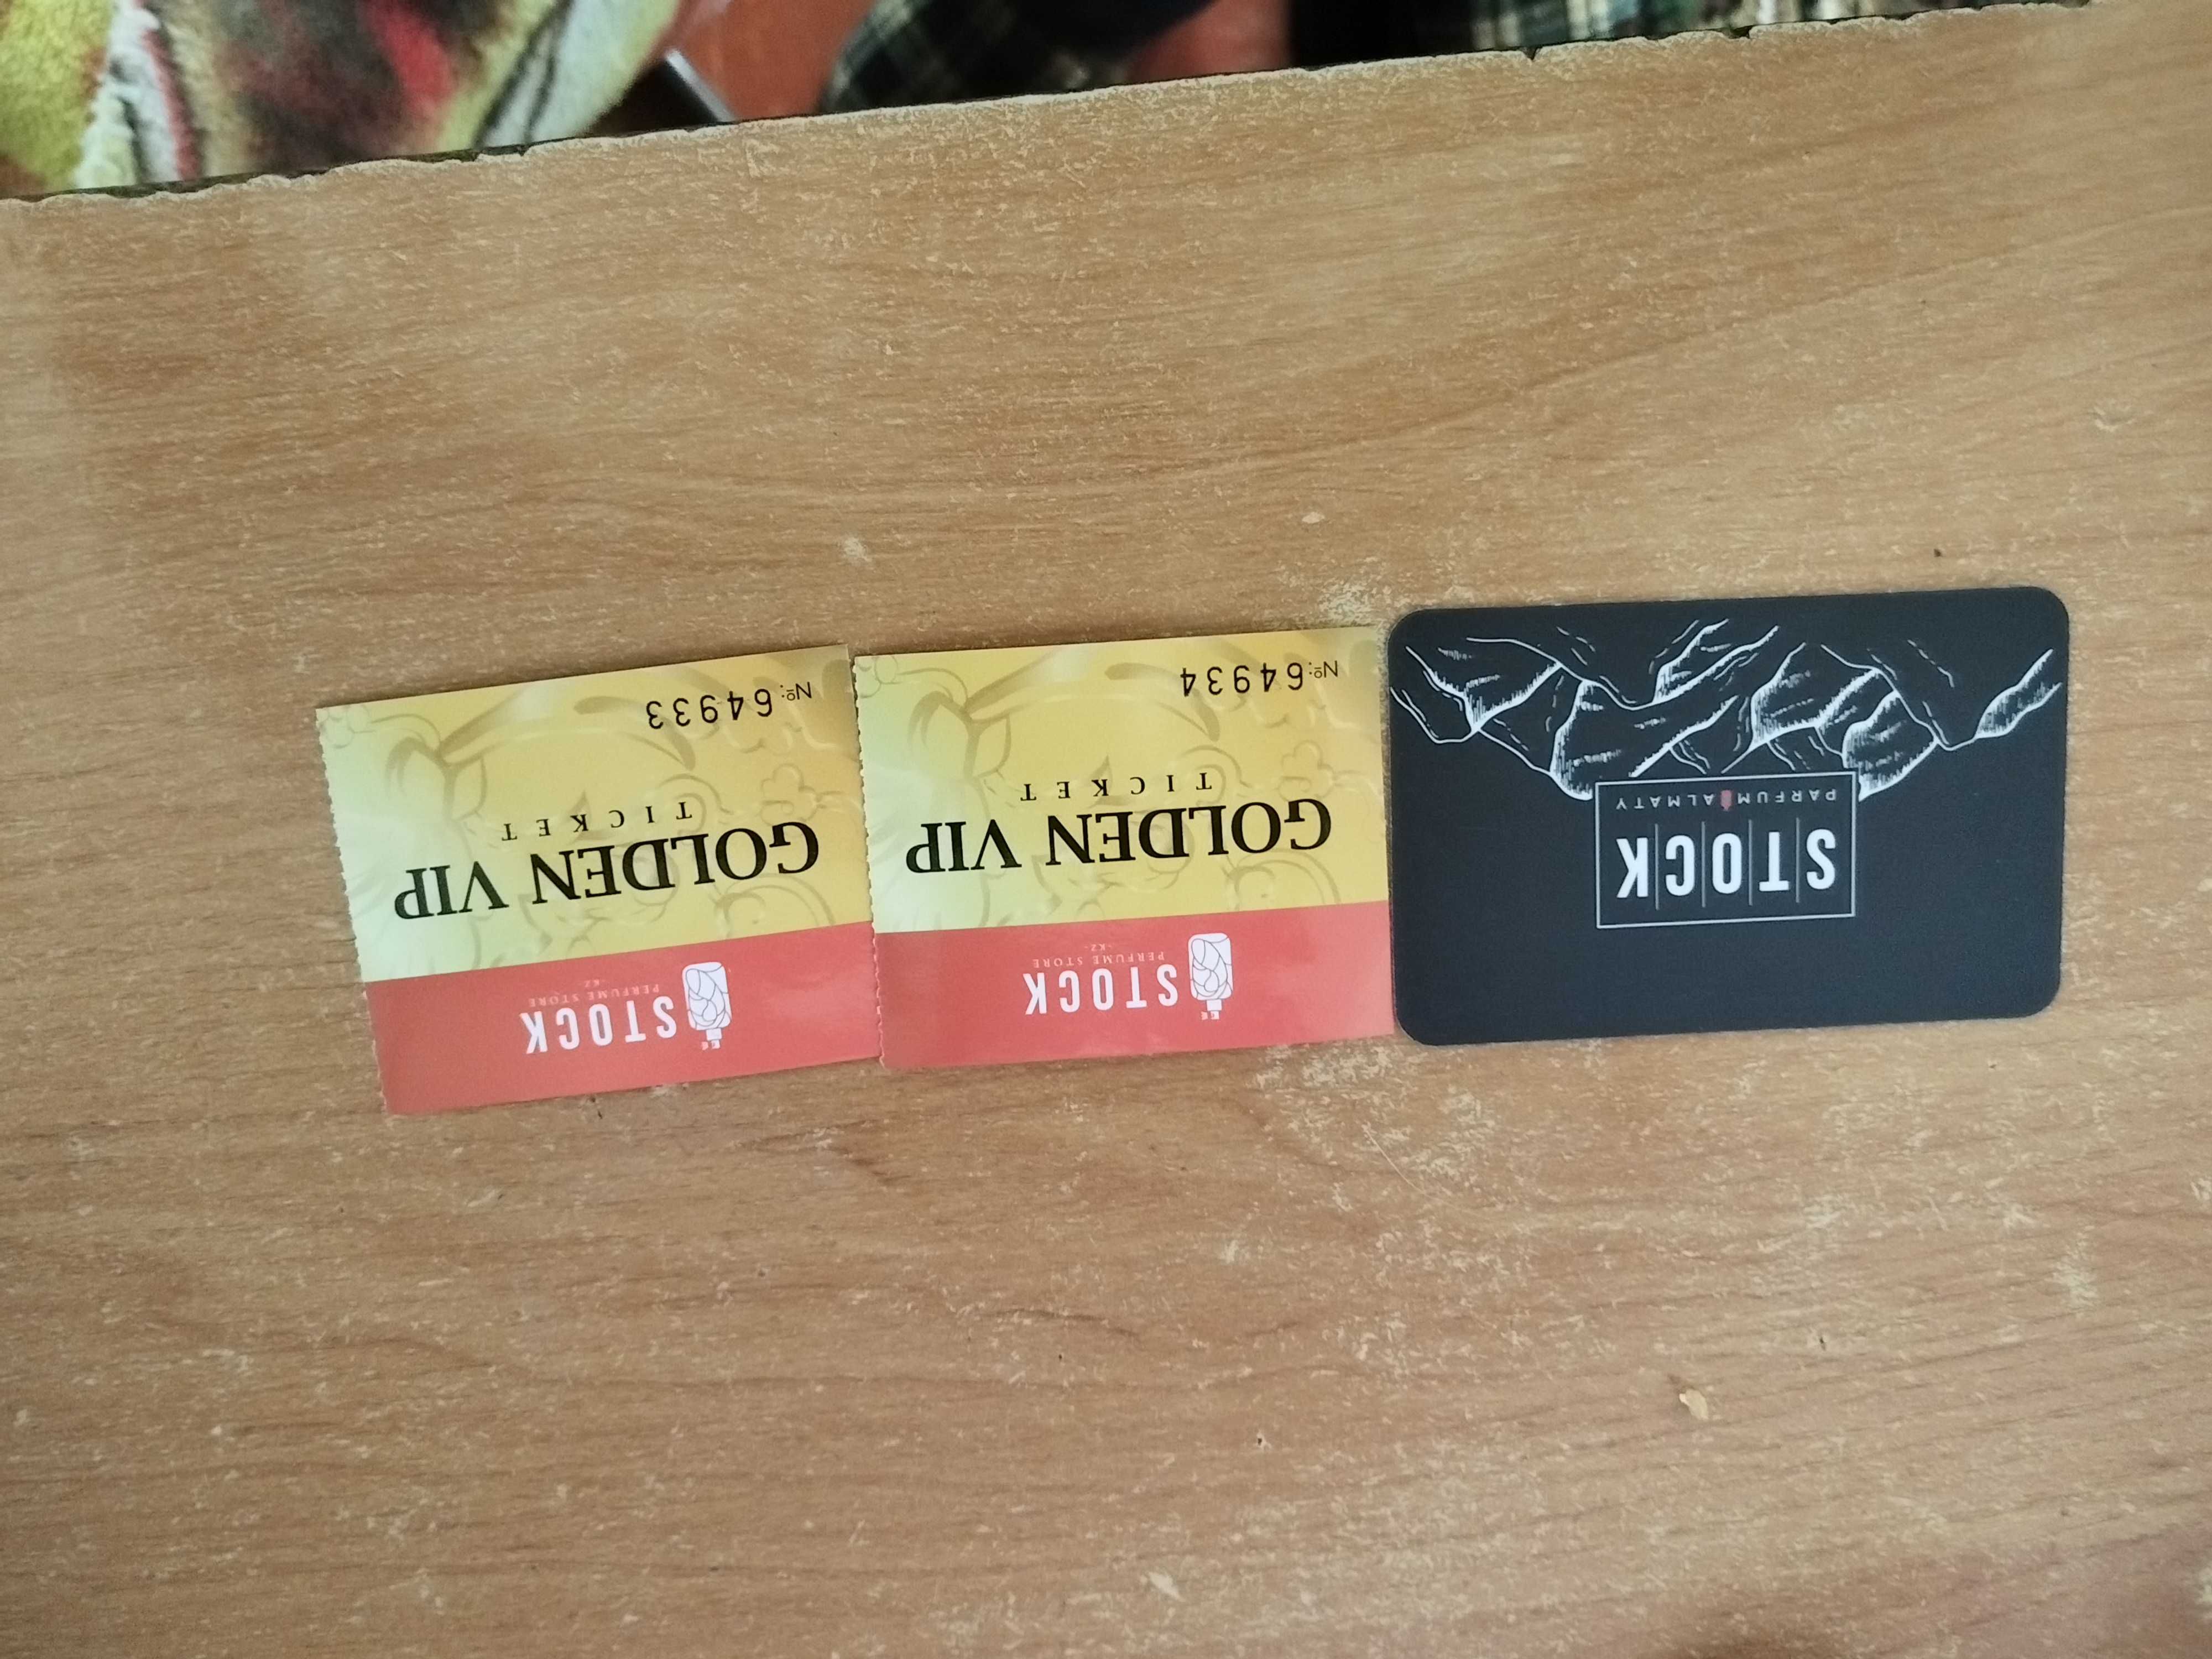 STOCK
PARFUM ALMATY
STOCK
PERFUME STORE
-KZ-
GOLDEN VIP
TICKET
№: 64934
STOCK
PERFUME STORE
-KZ-
GOLDEN VIP
TICKET
№: 64933